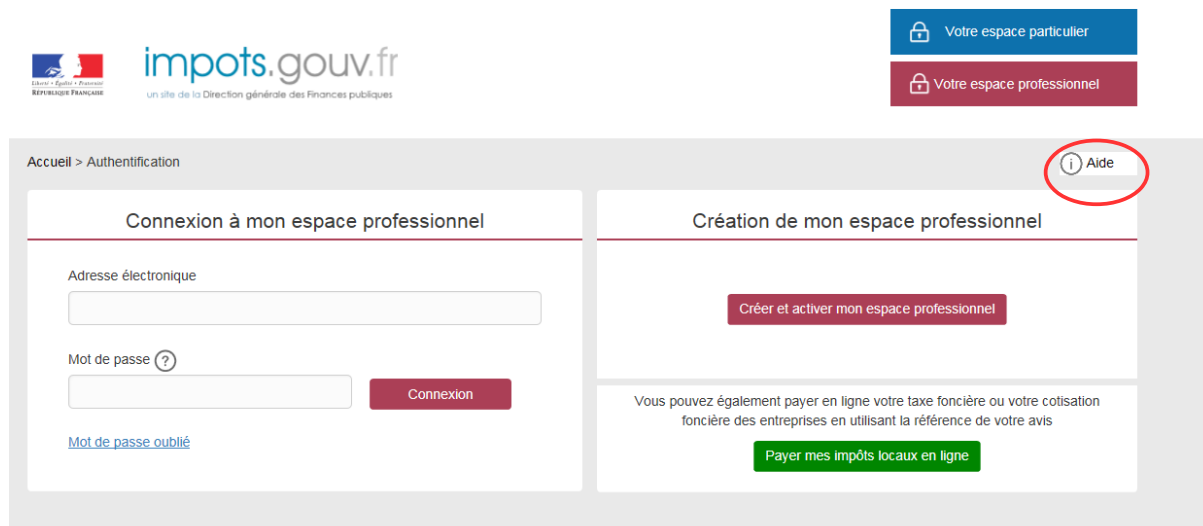 Votre espace particulier
impots.gouv.fr
Liberté • Égalité • Fraternité
RÉPUBLIQUE FRANÇAISE
un site de la Direction générale des Finances publiques
Votre espace professionnel
Accueil > Authentification
i Aide
Connexion à mon espace professionnel
Adresse électronique
Mot de passe ?
Connexion
Mot de passe oublié
Création de mon espace professionnel
Créer et activer mon espace professionnel
Vous pouvez également payer en ligne votre taxe foncière ou votre cotisation
foncière des entreprises en utilisant la référence de votre avis
Payer mes impôts locaux en ligne